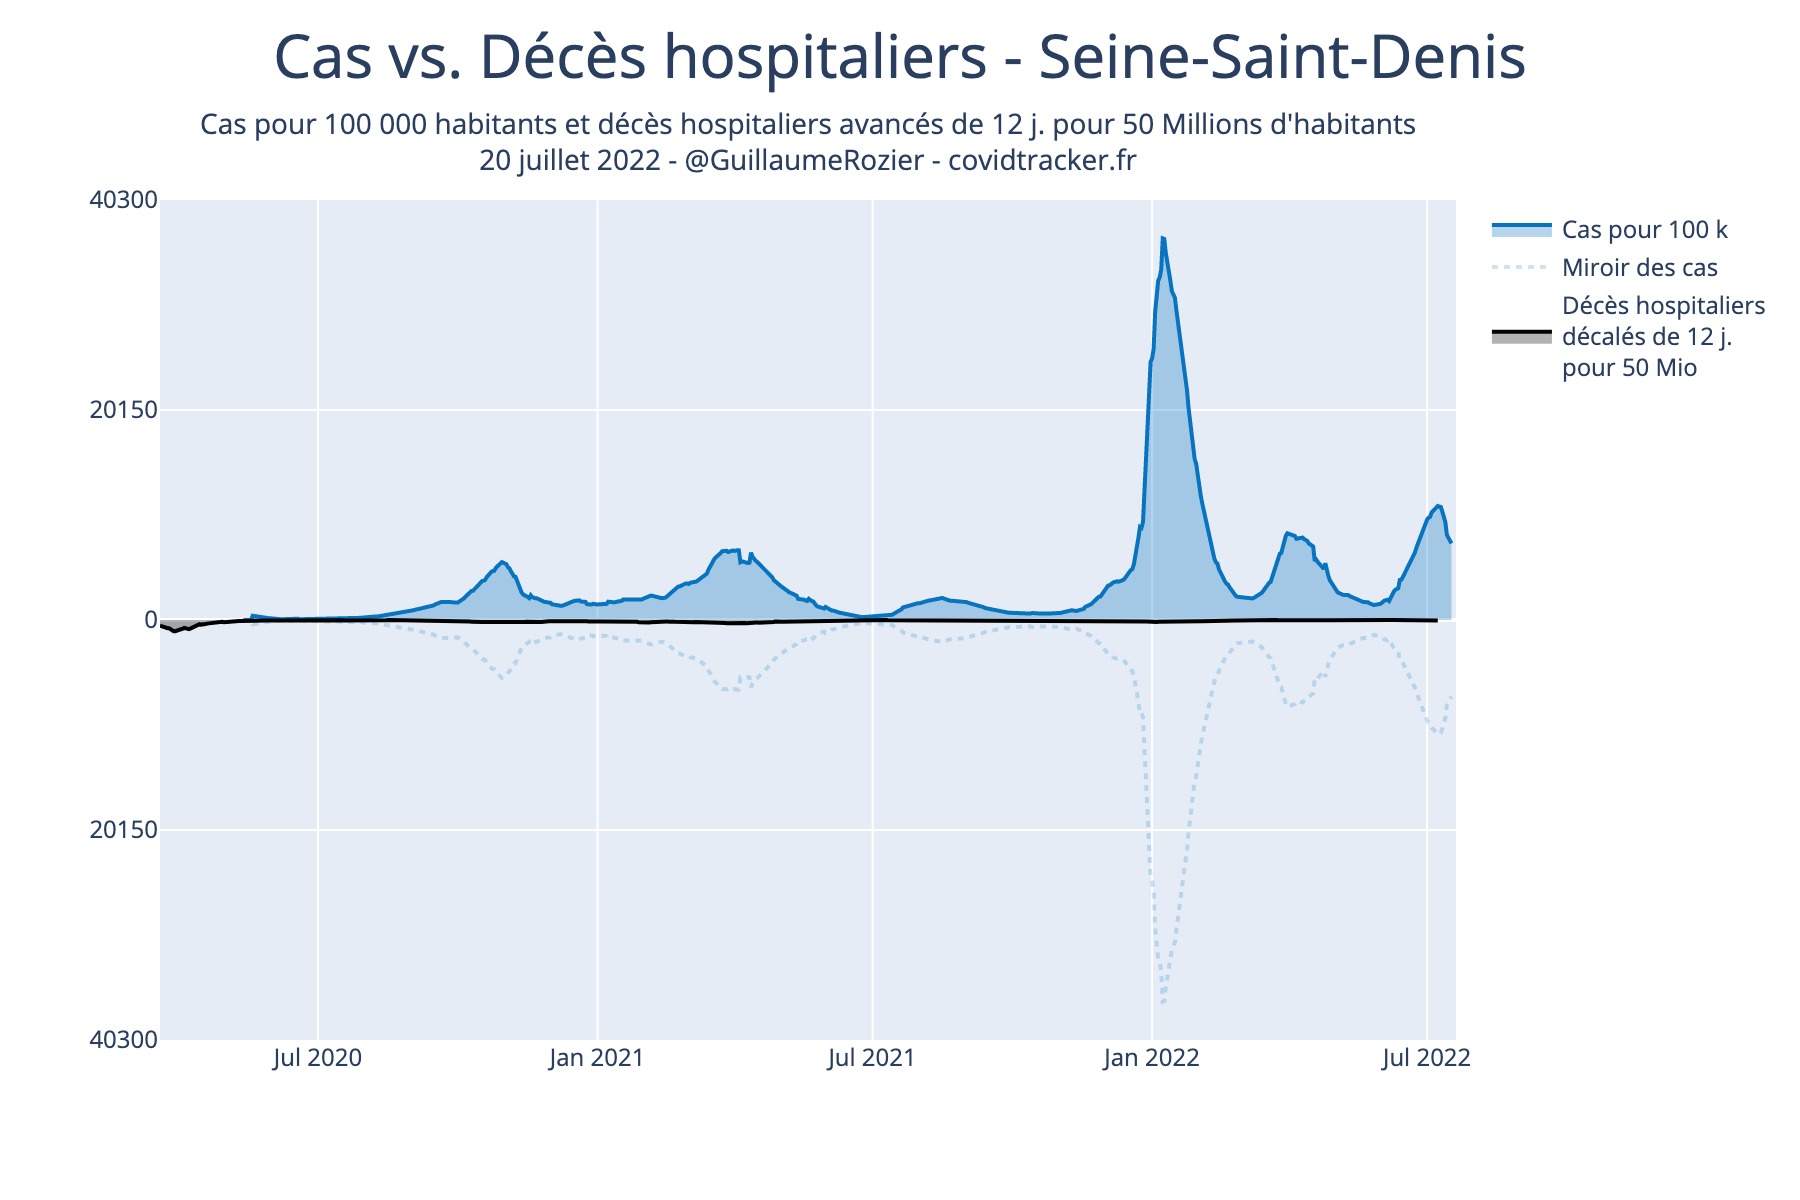 Cas vs. Décès hospitaliers - Seine-Saint-Denis
Cas pour 100 000 habitants et décès hospitaliers avancés de 12 j. pour 50 Millions d'habitants
20 juillet 2022 - @GuillaumeRozier - covidtracker.fr
40300
20150
0
20150
40300
Jul 2020
Jan 2021
Jul 2021
Jan 2022
Jul 2022
Cas pour 100 k
Miroir des cas
Décès hospitaliers
décalés de 12 j.
pour 50 Mio